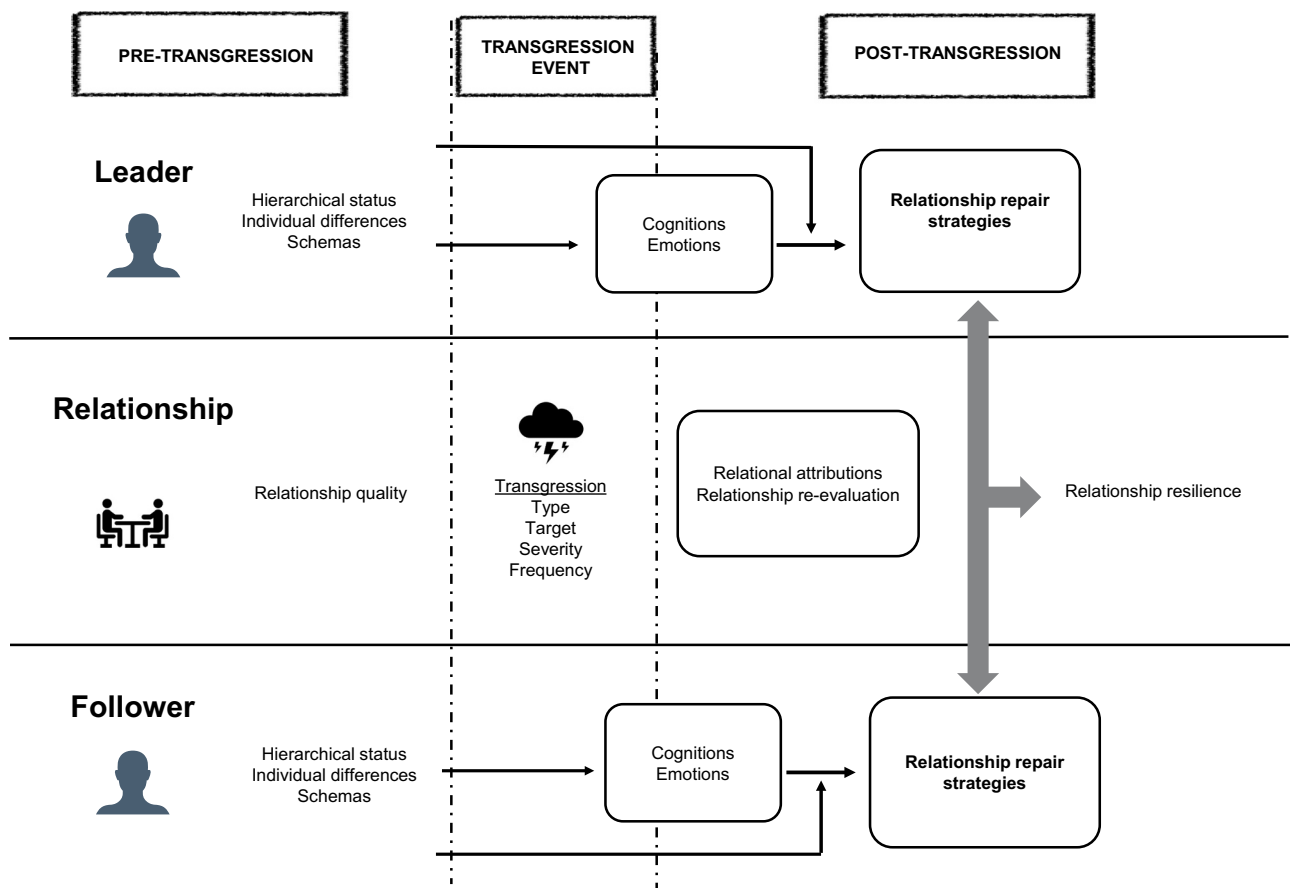 PRE-TRANSGRESSION
TRANSGRESSION
EVENT
POST-TRANSGRESSION
Leader
Hierarchical status
Individual differences
Schemas
Cognitions
Emotions
Relationship repair
strategies
Relationship
Relationship quality
Transgression
Type
Target
Severity
Frequency
Relational attributions
Relationship re-evaluation
Relationship resilience
Follower
Hierarchical status
Individual differences
Schemas
Cognitions
Emotions
Relationship repair
strategies